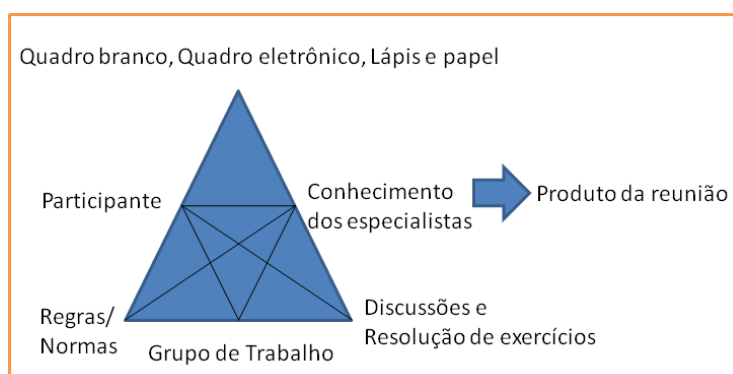 Quadro branco, Quadro eletrônico, Lápis e papel
Participante
Conhecimento
dos especialistas
Produto da reunião
Regras/
Normas
Grupo de Trabalho
Discussões e
Resolução de exercícios